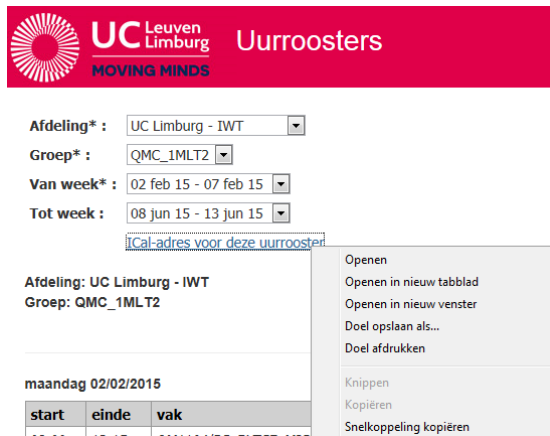 UC Leuven Limburg
MOVING MINDS
Uurroosters
Afdeling* : UC Limburg - IWT
Groep* : QMC_1MLT2
Van week* : 02 feb 15 - 07 feb 15
Tot week : 08 jun 15 - 13 jun 15
ICal-adres voor deze uurrooster
Openen
Openen in nieuw tabblad
Openen in nieuw venster
Doel opslaan als...
Doel afdrukken
Knippen
Kopiëren
Snelkoppeling kopiëren
Afdeling: UC Limburg - IWT
Groep: QMC_1MLT2
maandag 02/02/2015
start einde vak